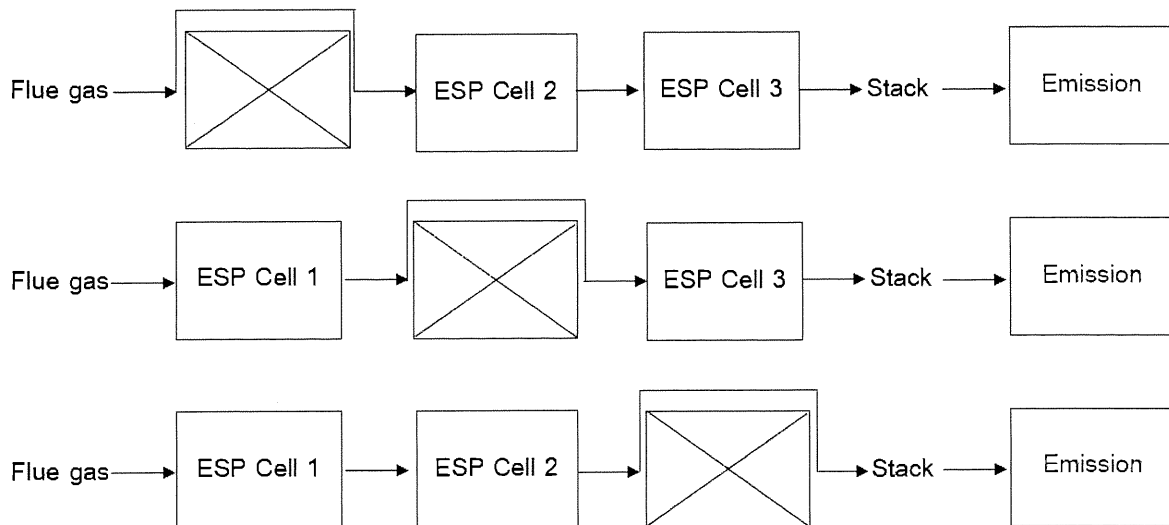 Flue gas
ESP Cell 2
ESP Cell 3
Stack
Emission
Flue gas
ESP Cell 1
ESP Cell 3
Stack
Emission
Flue gas
ESP Cell 1
ESP Cell 2
Stack
Emission